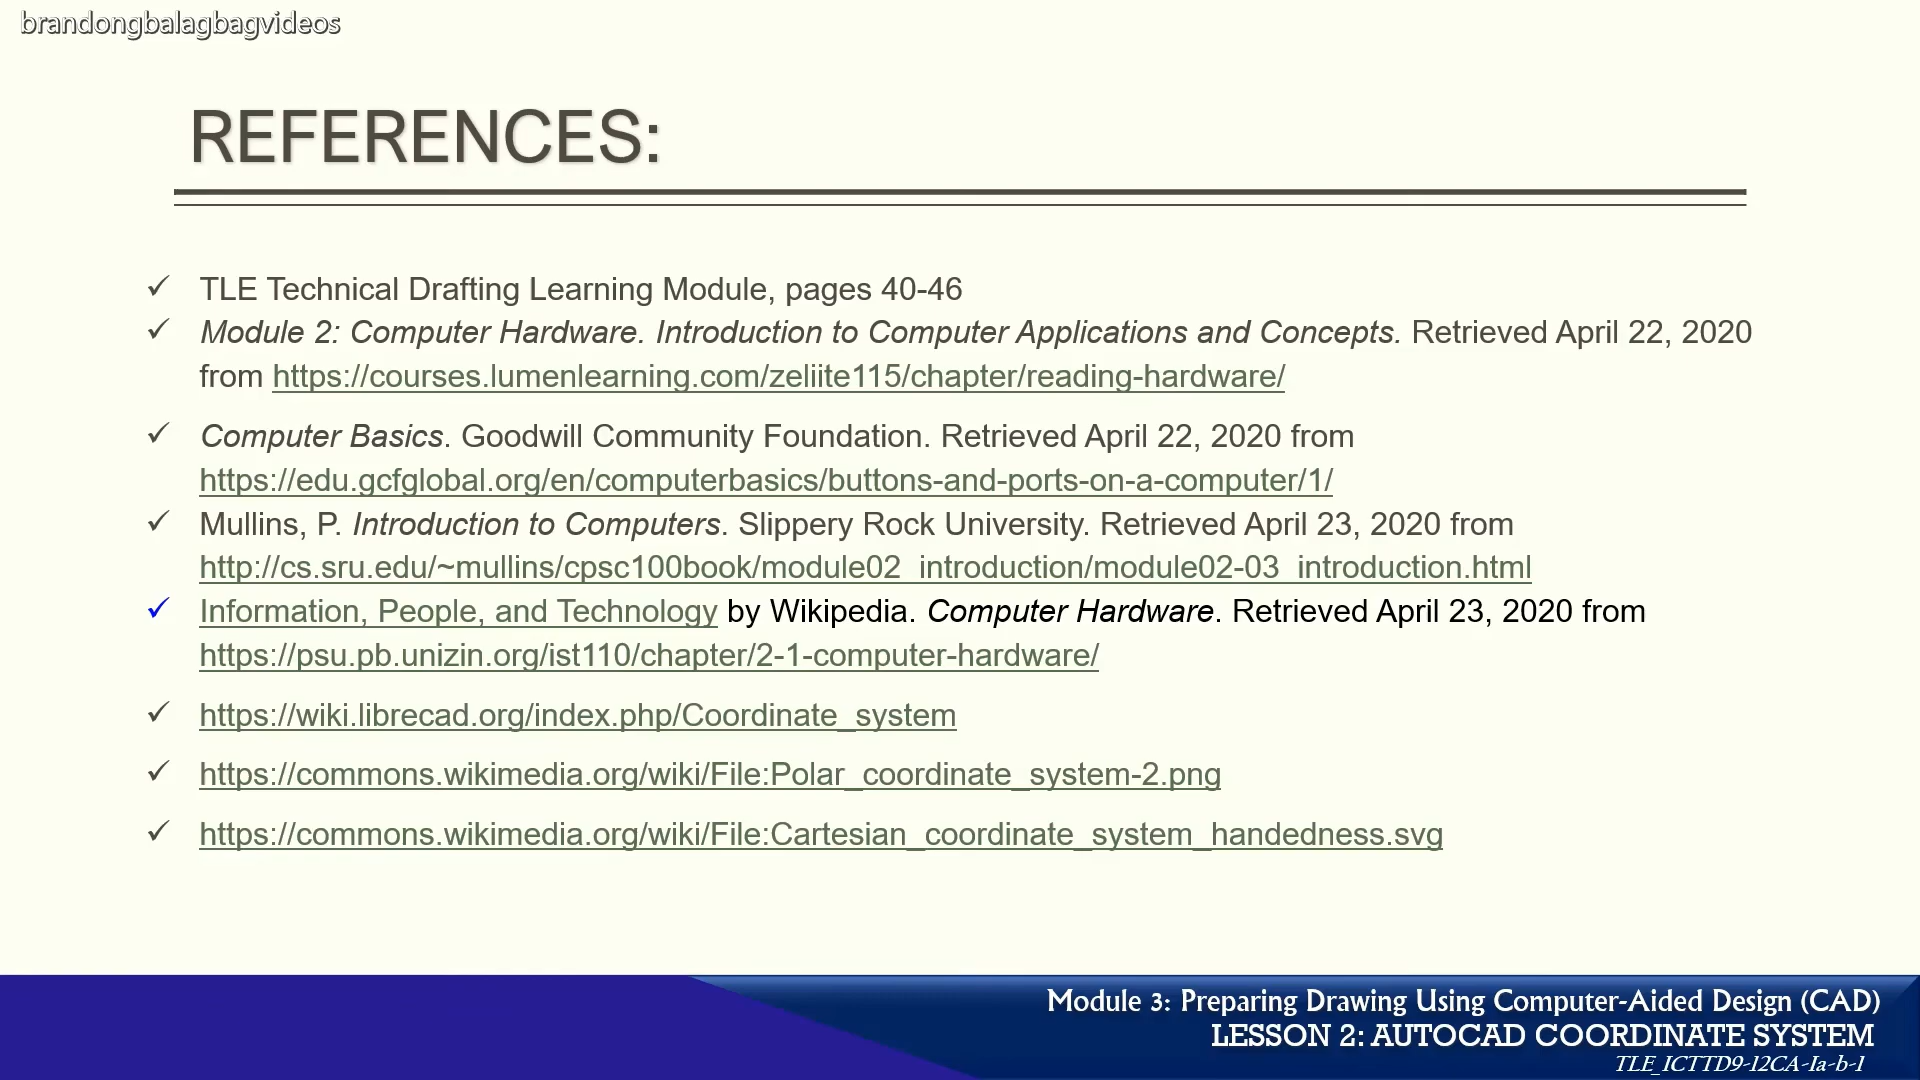 brandongbalagbagvideos
REFERENCES:
✓ TLE Technical Drafting Learning Module, pages 40-46
✓ Module 2: Computer Hardware. Introduction to Computer Applications and Concepts. Retrieved April 22, 2020
from https://courses.lumenlearning.com/zeliite115/chapter/reading-hardware/
✓ Computer Basics. Goodwill Community Foundation. Retrieved April 22, 2020 from
https://edu.gcfglobal.org/en/computerbasics/buttons-and-ports-on-a-computer/1/
✓ Mullins, P. Introduction to Computers. Slippery Rock University. Retrieved April 23, 2020 from
http://cs.sru.edu/~mullins/cpsc100book/module02_introduction/module02-03_introduction.html
✓ Information, People, and Technology by Wikipedia. Computer Hardware. Retrieved April 23, 2020 from
https://psu.pb.unizin.org/ist110/chapter/2-1-computer-hardware/
✓ https://wiki.librecad.org/index.php/Coordinate_system
✓ https://commons.wikimedia.org/wiki/File:Polar_coordinate_system-2.png
✓ https://commons.wikimedia.org/wiki/File:Cartesian_coordinate_system_handedness.svg
Module 3: Preparing Drawing Using Computer-Aided Design (CAD)
LESSON 2: AUTOCAD COORDINATE SYSTEM
TLE_ICTTD9-12CA-Ia-b-1